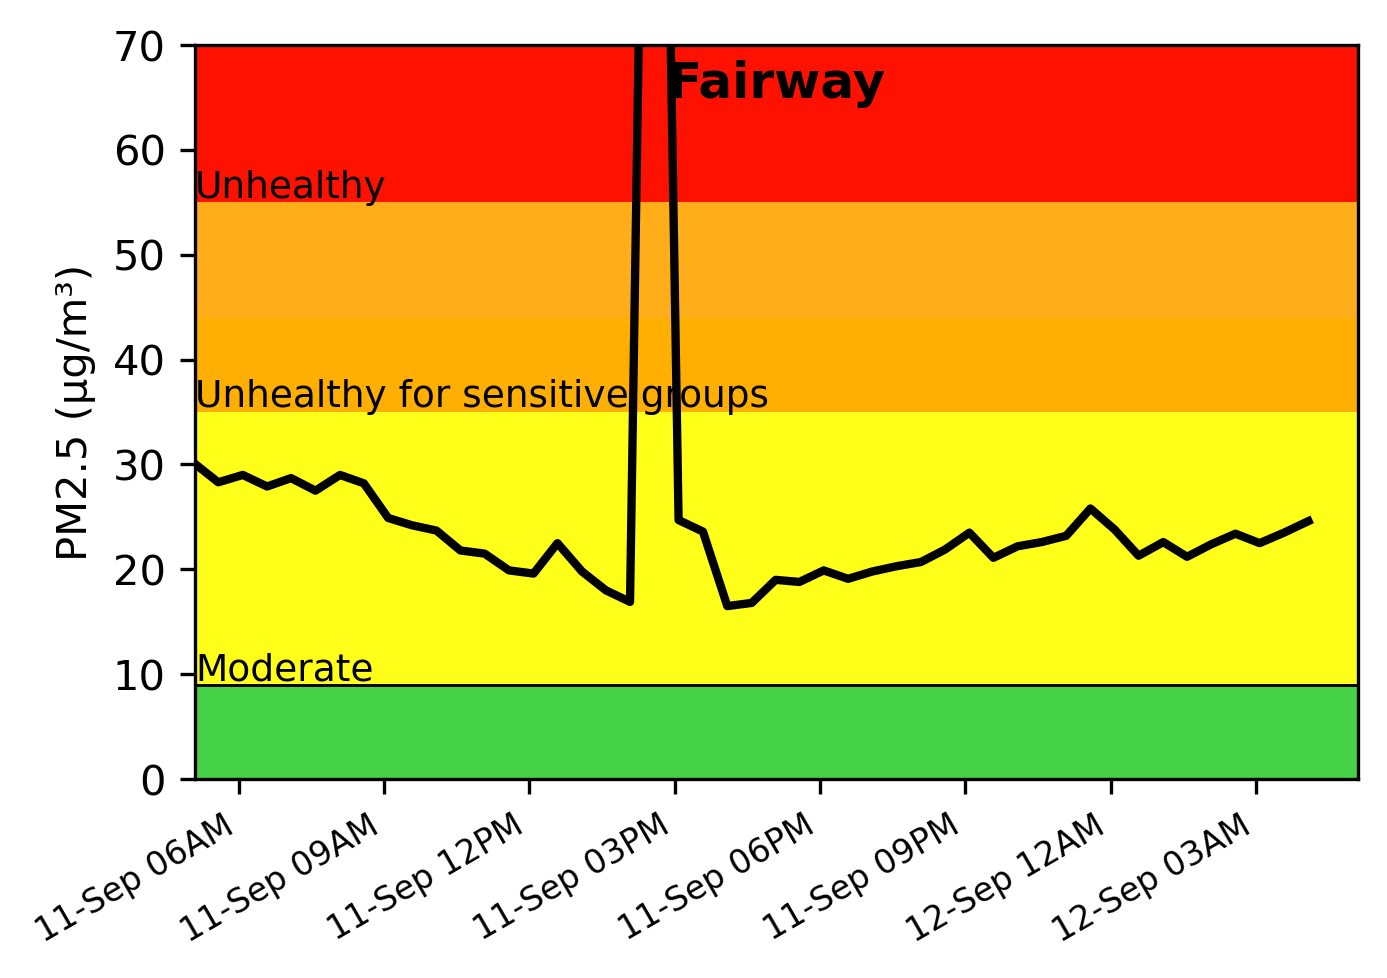 Fairway
70
60
50
40
30
20
10
0
PM2.5 (µg/m³)
Unhealthy
Unhealthy for sensitive groups
Moderate
11-Sep 06AM
11-Sep 09AM
11-Sep 12PM
11-Sep 03PM
11-Sep 06PM
11-Sep 09PM
12-Sep 12AM
12-Sep 03AM